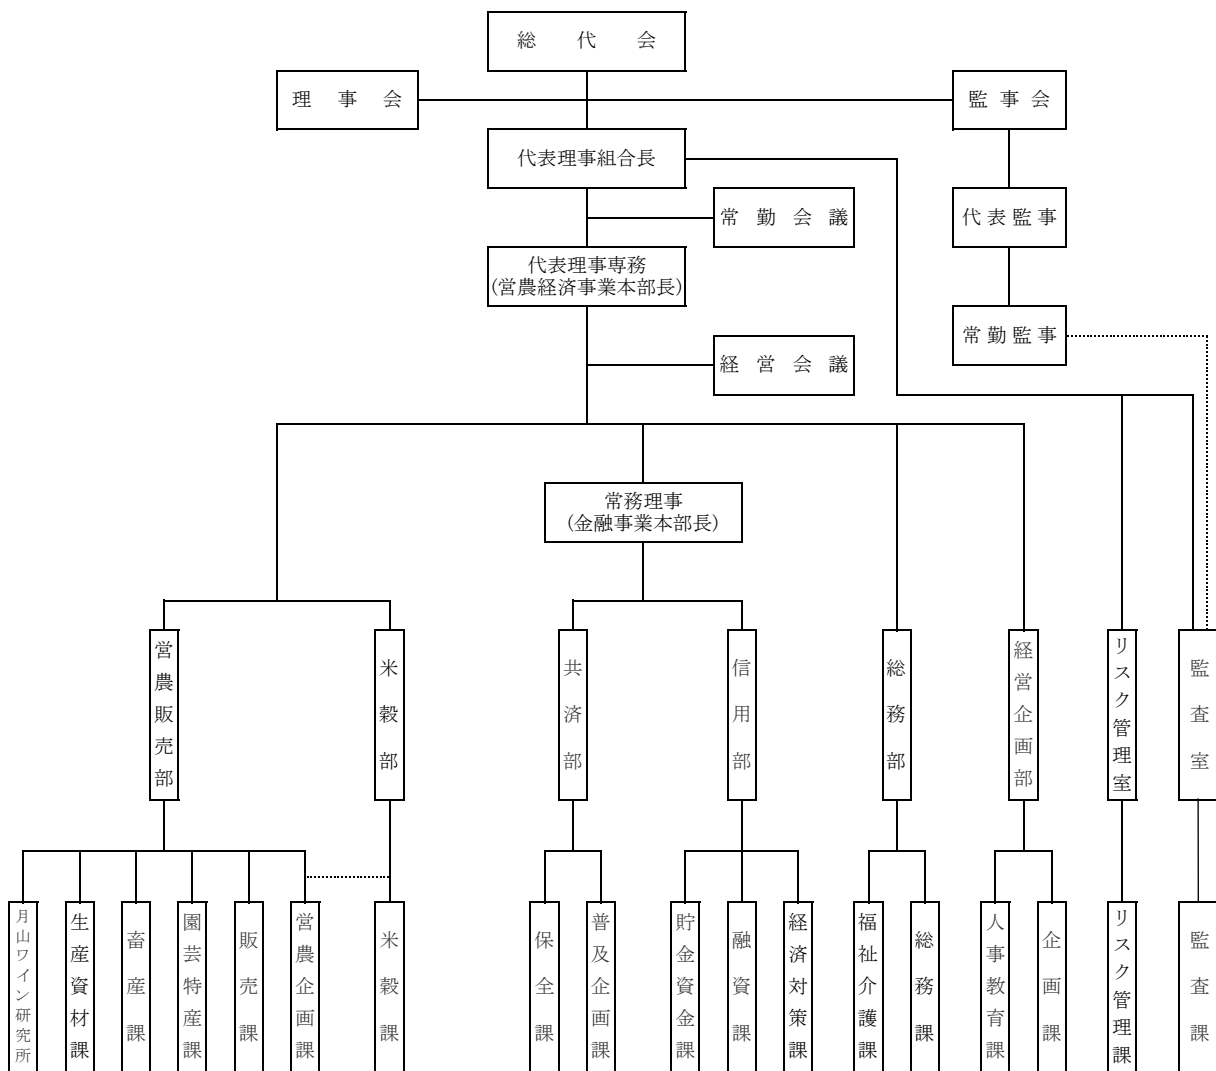 総代会
理事会
監事会
代表理事組合長
常勤会議
代表監事
代表理事専務
(営農経済事業本部長)
常勤監事
経営会議
常務理事
(金融事業本部長)
営農販売部
米穀部
共済部
信用部
総務部
経営企画部
リスク管理室
監査室
月山ワイン研究所
生産資材課
畜産課
園芸特産課
販売課
営農企画課
米穀課
保全課
普及企画課
貯金資金課
融資課
経済対策課
福祉介護課
総務課
人事教育課
企画課
リスク管理課
監査課